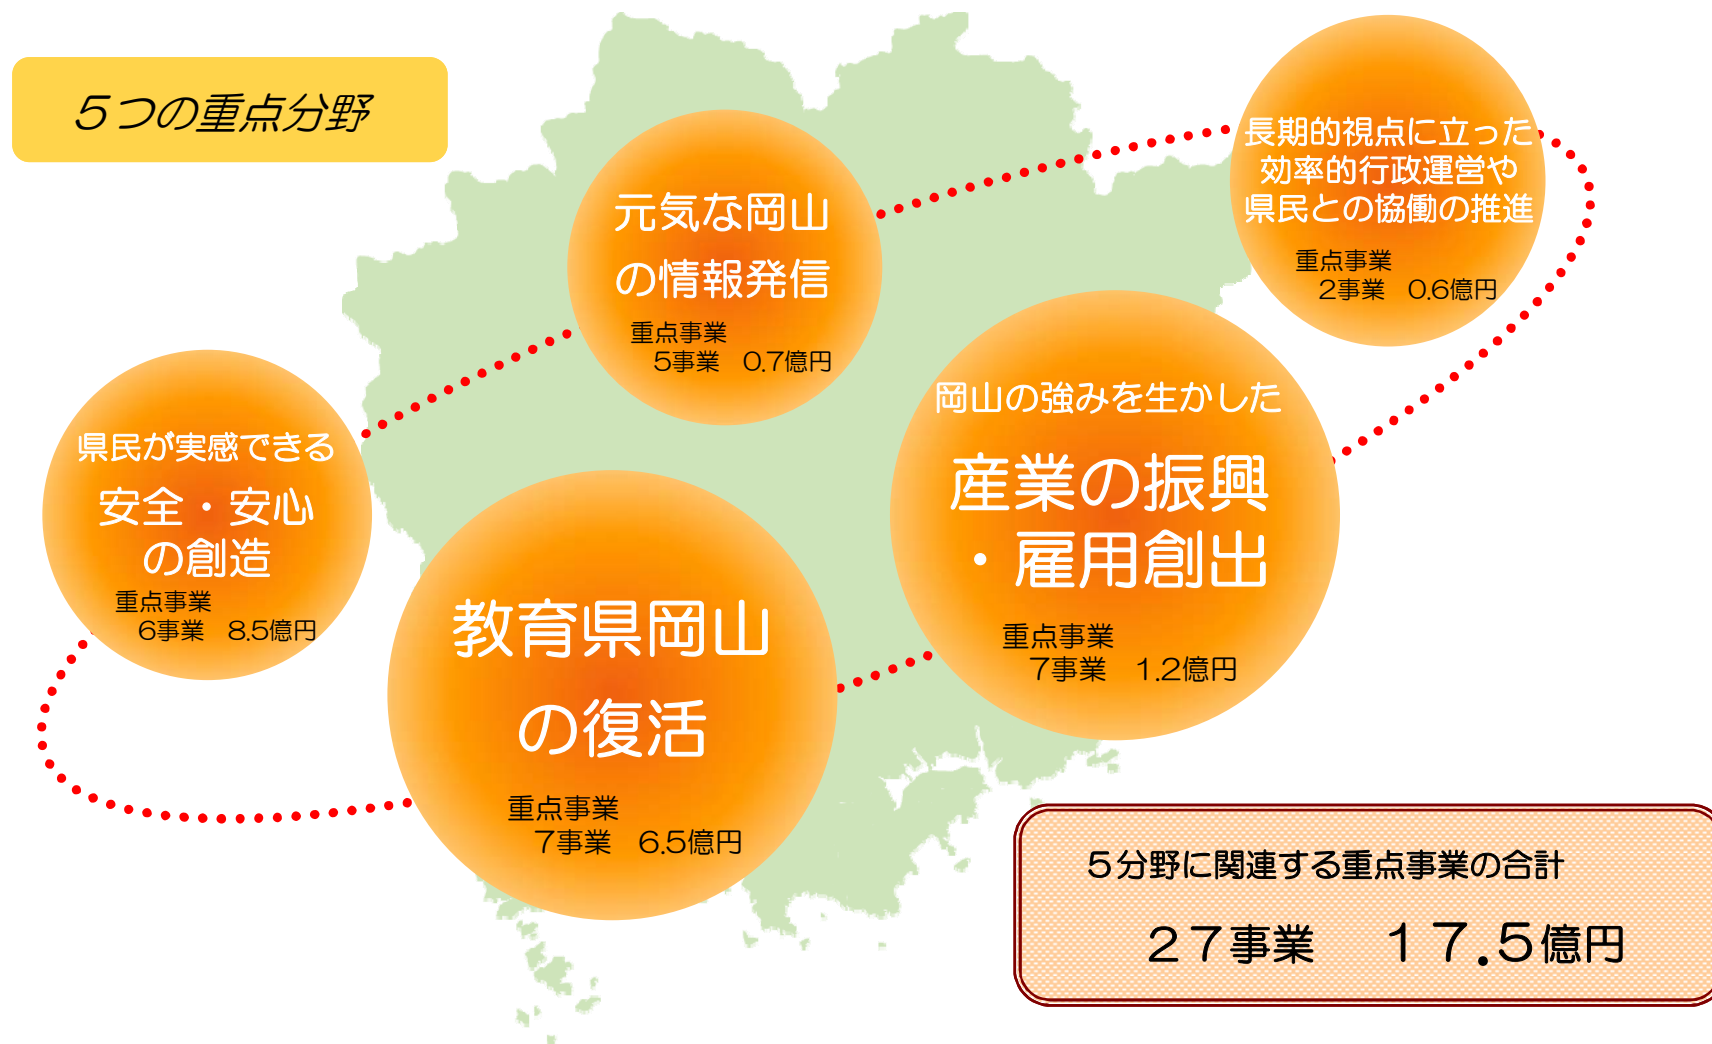 ５つの重点分野
元気な岡山
の情報発信
重点事業
5事業　0.7億円
長期的視点に立った
効率的行政運営や
県民との協働の推進
重点事業
2事業　0.6億円
県民が実感できる
安全・安心
の創造
重点事業
6事業　8.5億円
岡山の強みを生かした
産業の振興
・雇用創出
重点事業
7事業　1.2億円
教育県岡山
の復活
重点事業
7事業　6.5億円
５分野に関連する重点事業の合計
２７事業　１７.５億円